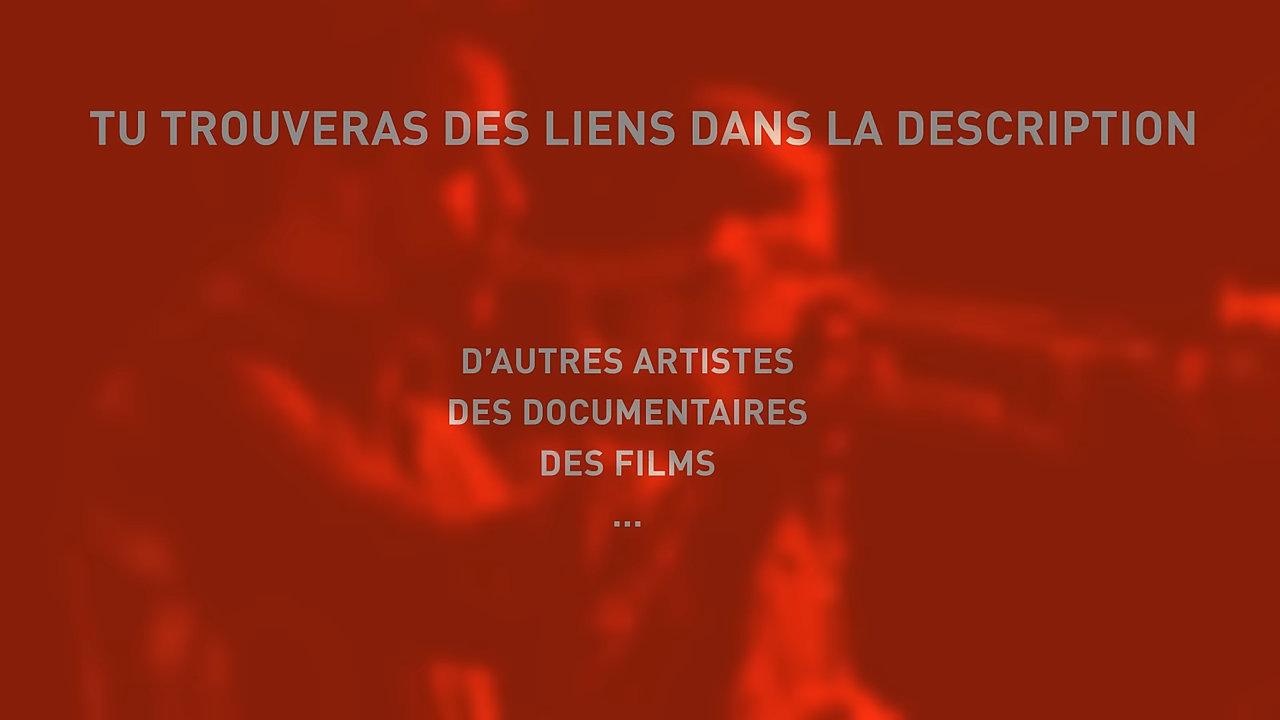 TU TROUVERAS DES LIENS DANS LA DESCRIPTION
D’AUTRES ARTISTES
DES DOCUMENTAIRES
DES FILMS
...